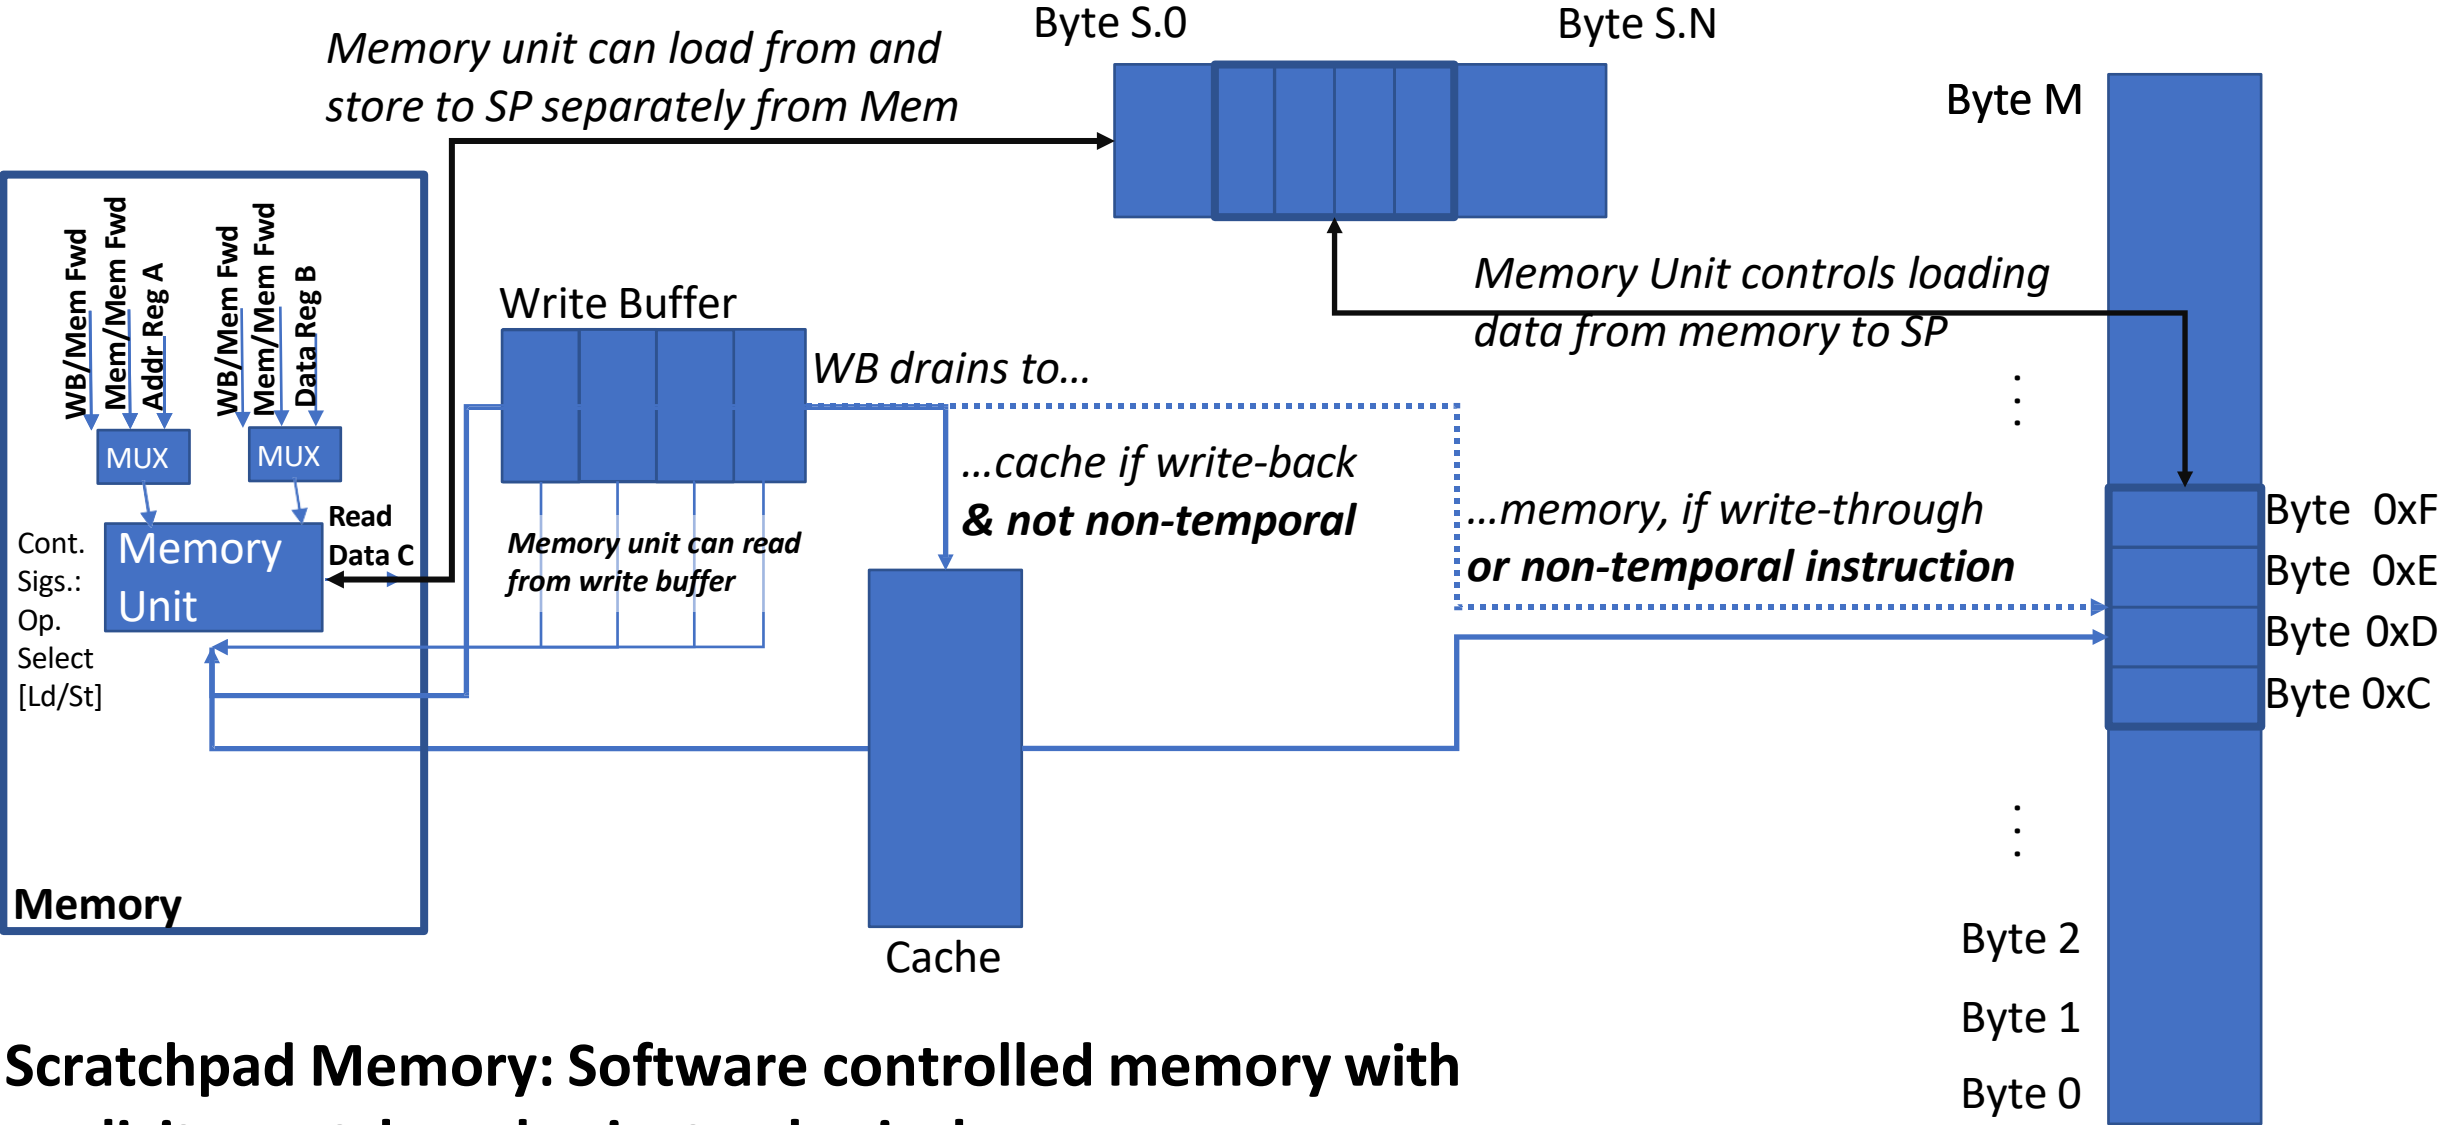 Byte S.0
Byte S.N
Memory unit can load from and
store to SP separately from Mem
Byte M
WB/Mem Fwd
Mem/Mem Fwd
Addr Reg A
WB/Mem Fwd
Mem/Mem Fwd
Data Reg B
Memory Unit controls loading
data from memory to SP
Write Buffer
WB drains to…
MUX
MUX
…cache if write-back
& not non-temporal
…memory, if write-through
or non-temporal instruction
Byte 0xF
Byte 0xE
Byte 0xD
Byte 0xC
Cont.
Sigs.:
Op.
Select
[Ld/St]
Memory
Unit
Read
Data C
Memory unit can read
from write buffer
Memory
Cache
Byte 2
Byte 1
Byte 0
Scratchpad Memory: Software controlled memory with